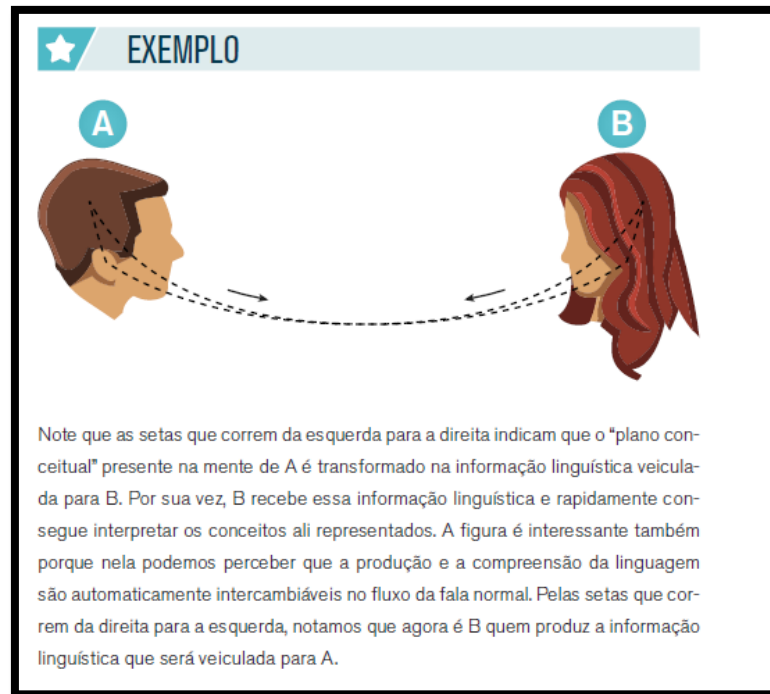 EXEMPLO
A
B
Note que as setas que correm da esquerda para a direita indicam que o “plano con-
ceitual” presente na mente de A é transformado na informação linguística veicula-
da para B. Por sua vez, B recebe essa informação linguística e rapidamente con-
segue interpretar os conceitos ali representados. A figura é interessante também
porque nela podemos perceber que a produção e a compreensão da linguagem
são automaticamente intercambiáveis no fluxo da fala normal. Pelas setas que cor-
rem da direita para a esquerda, notamos que agora é B quem produz a informação
linguística que será veiculada para A.